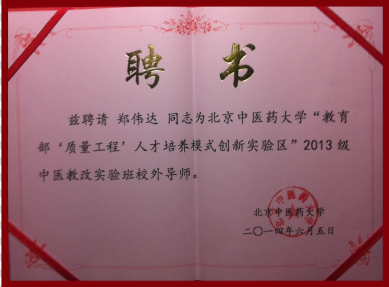 聘 书
兹聘请 郑伟达 同志为北京中医药大学“教育
部‘质量工程’人才培养模式创新实验区”2013级
中医教改实验班校外导师。
北京中医药大学
二〇一四年六月五日